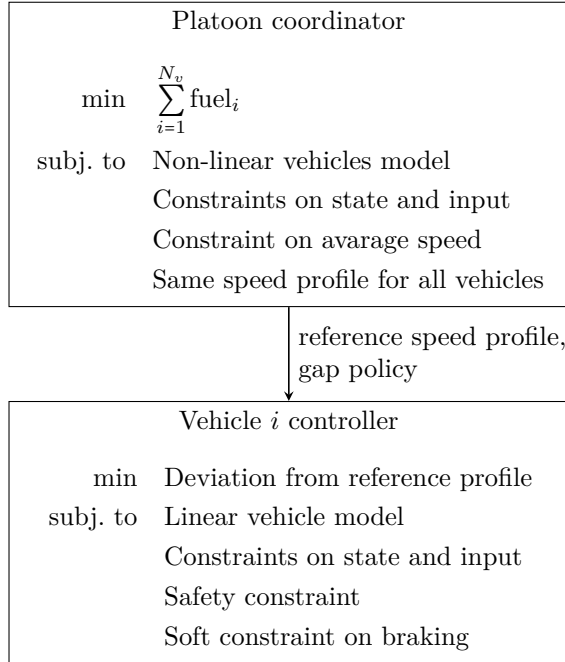 Platoon coordinator
min \sum_{i=1}^{N_v} fuel_i
subj. to Non-linear vehicles model
Constraints on state and input
Constraint on avarage speed
Same speed profile for all vehicles
reference speed profile,
gap policy
Vehicle i controller
min Deviation from reference profile
subj. to Linear vehicle model
Constraints on state and input
Safety constraint
Soft constraint on braking